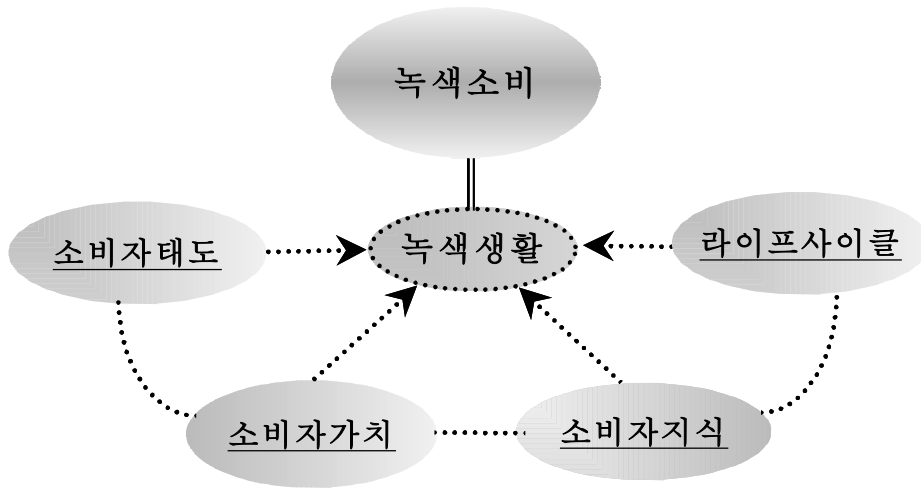 녹색소비
녹색생활
소비자태도
라이프사이클
소비자가치
소비자지식